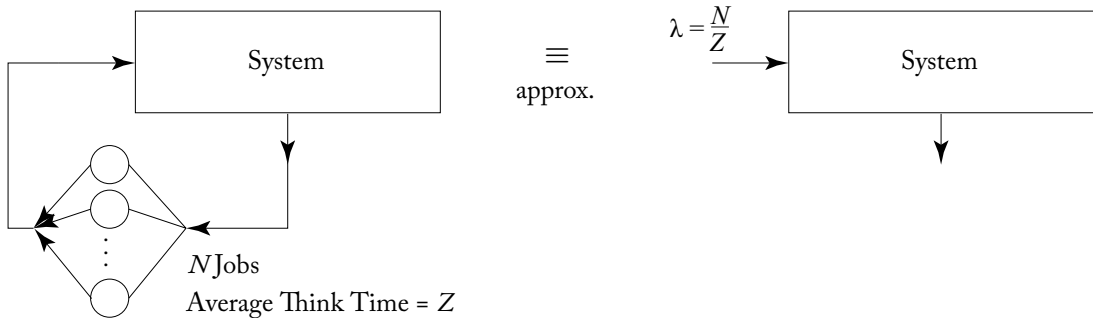 System
≡
approx.
λ = N/Z
System
N Jobs
Average Think Time = Z